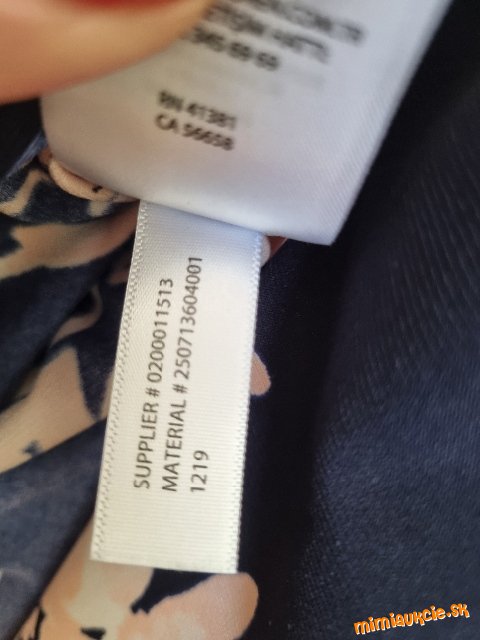 RN 41381
CA 56658
SUPPLIER # 0200011513
MATERIAL # 250713604001
1219
mimiaukcie.sk